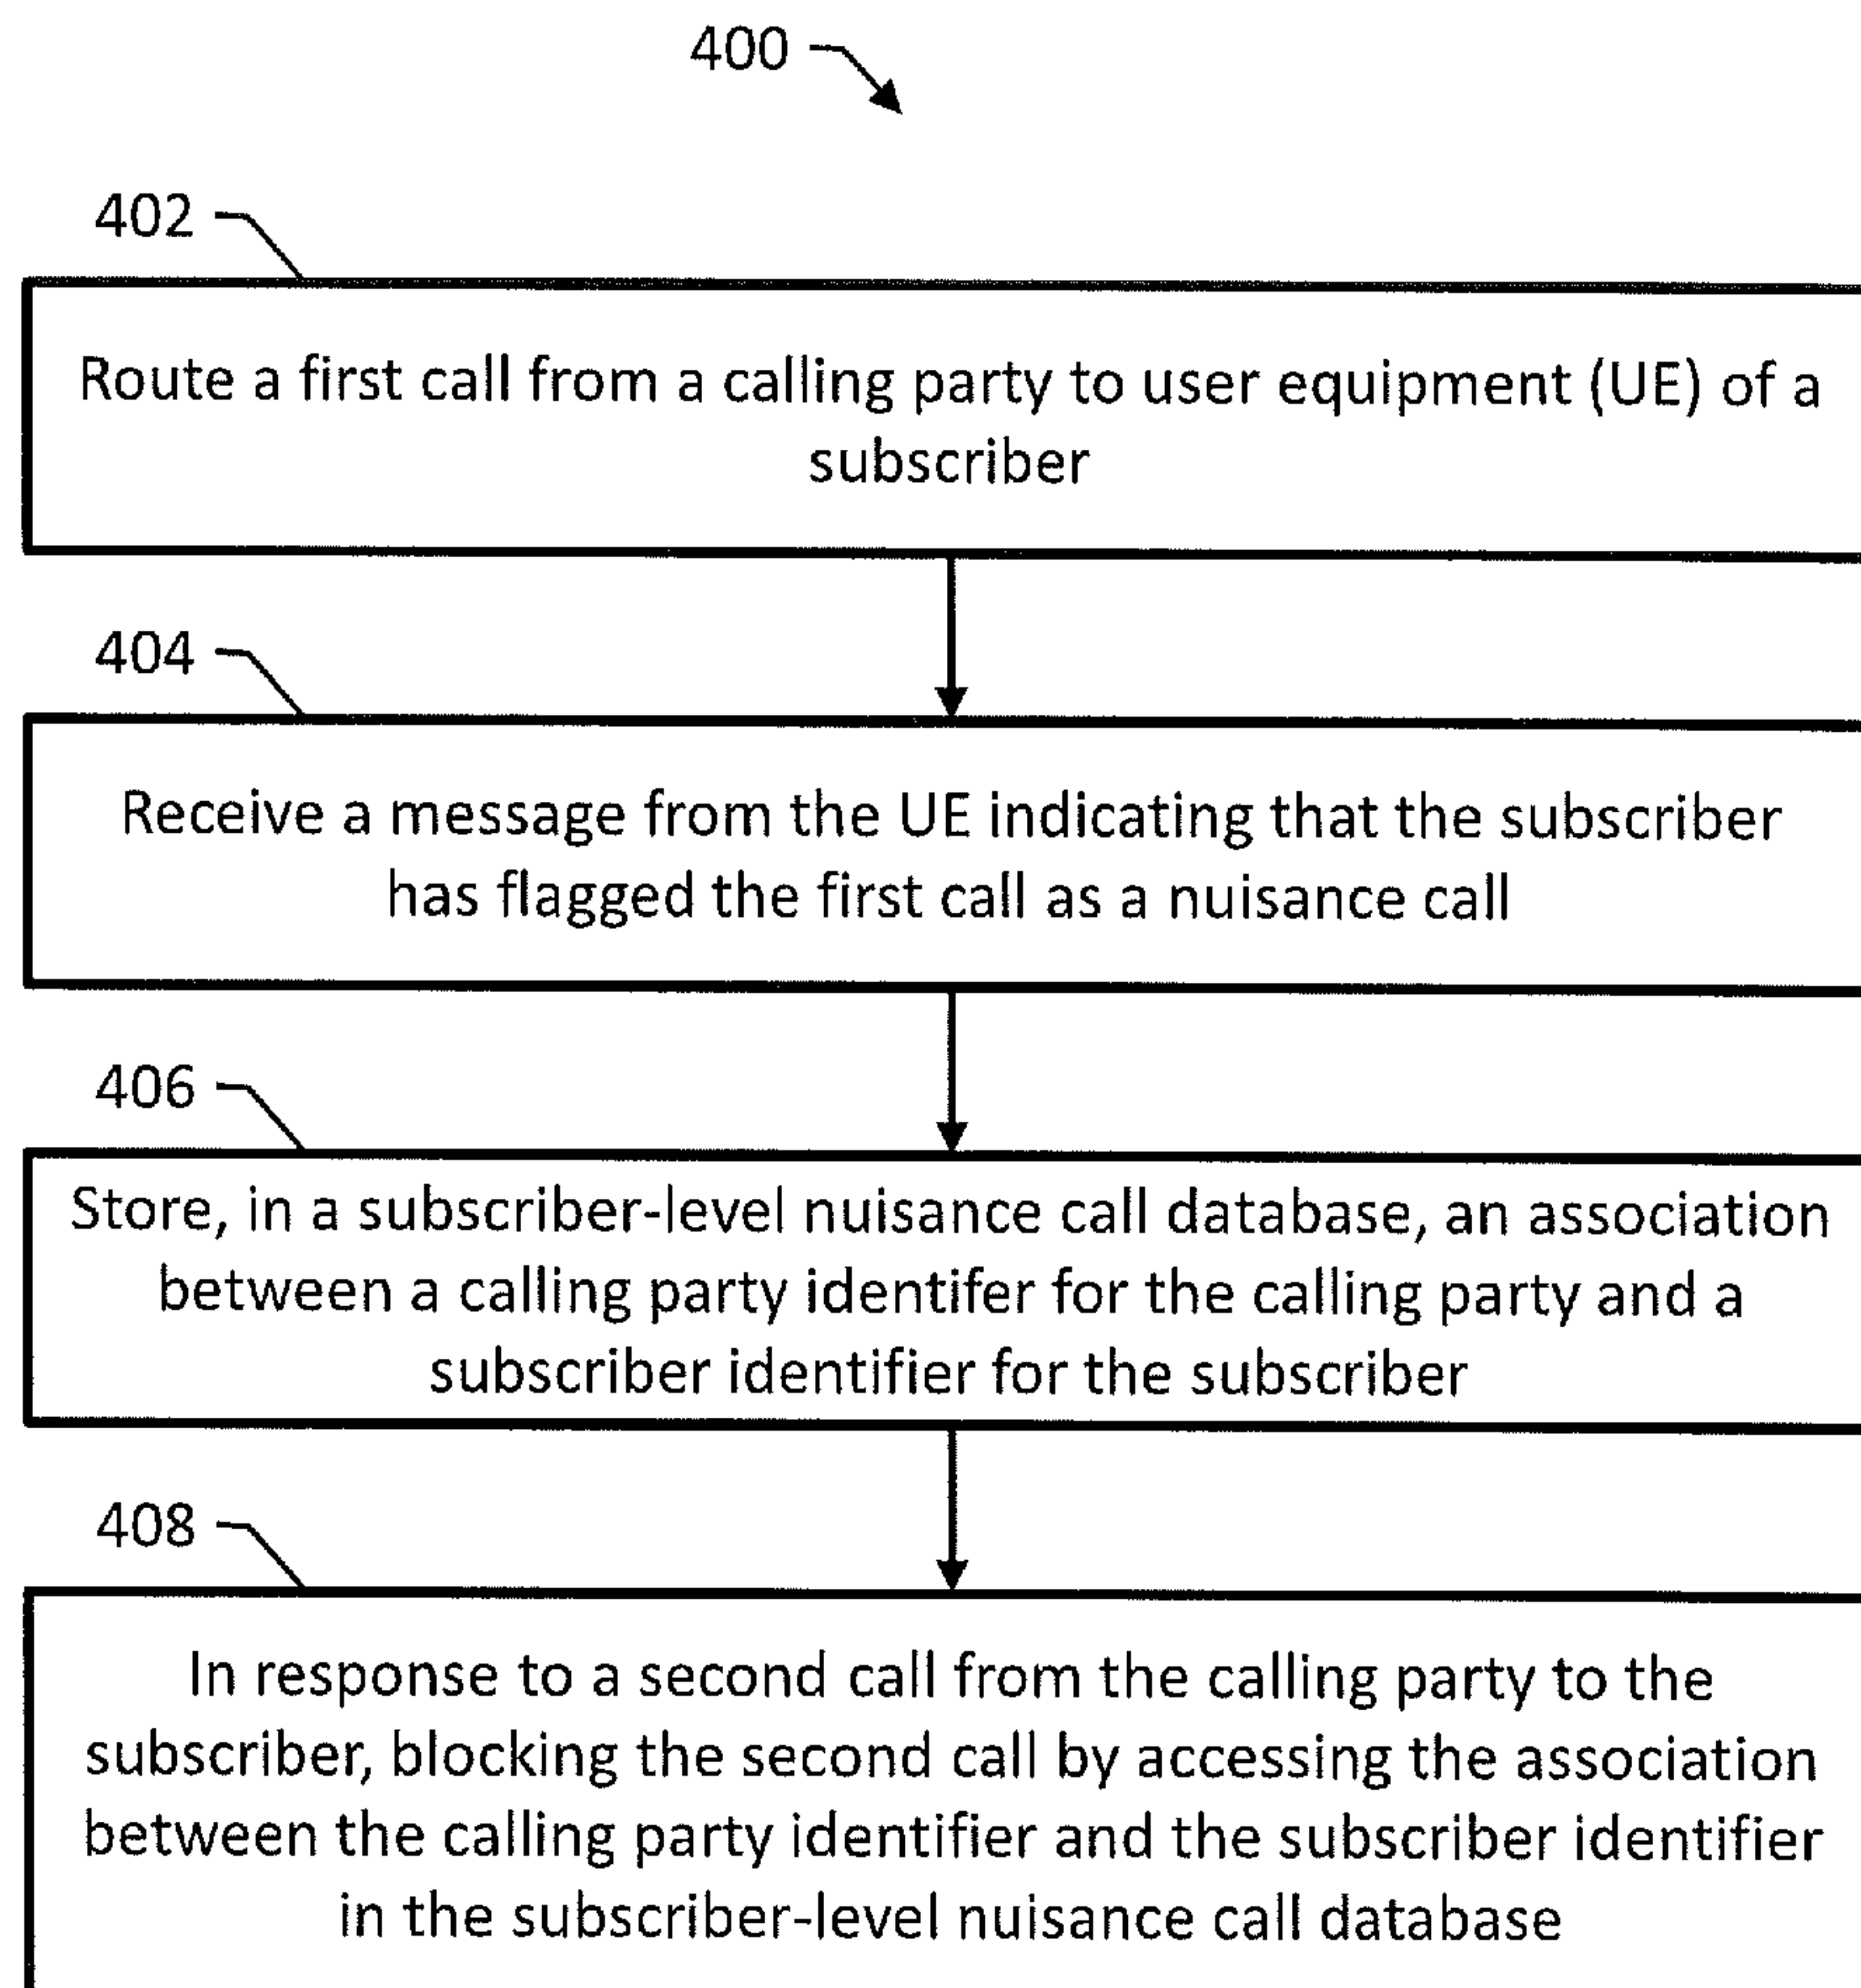 400
402
Route a first call from a calling party to user equipment (UE) of a
subscriber
404
Receive a message from the UE indicating that the subscriber
has flagged the first call as a nuisance call
406
Store, in a subscriber-level nuisance call database, an association
between a calling party identifer for the calling party and a
subscriber identifier for the subscriber
408
In response to a second call from the calling party to the
subscriber, blocking the second call by accessing the association
between the calling party identifier and the subscriber identifier
in the subscriber-level nuisance call database